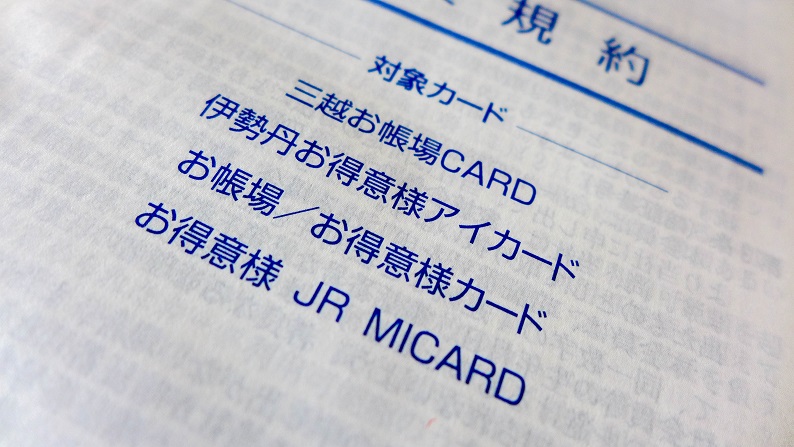 規約
対象カード
三越お帳場CARD
伊勢丹お得意様アイカード
お帳場／お得意様カード
お得意様 JR MICARD